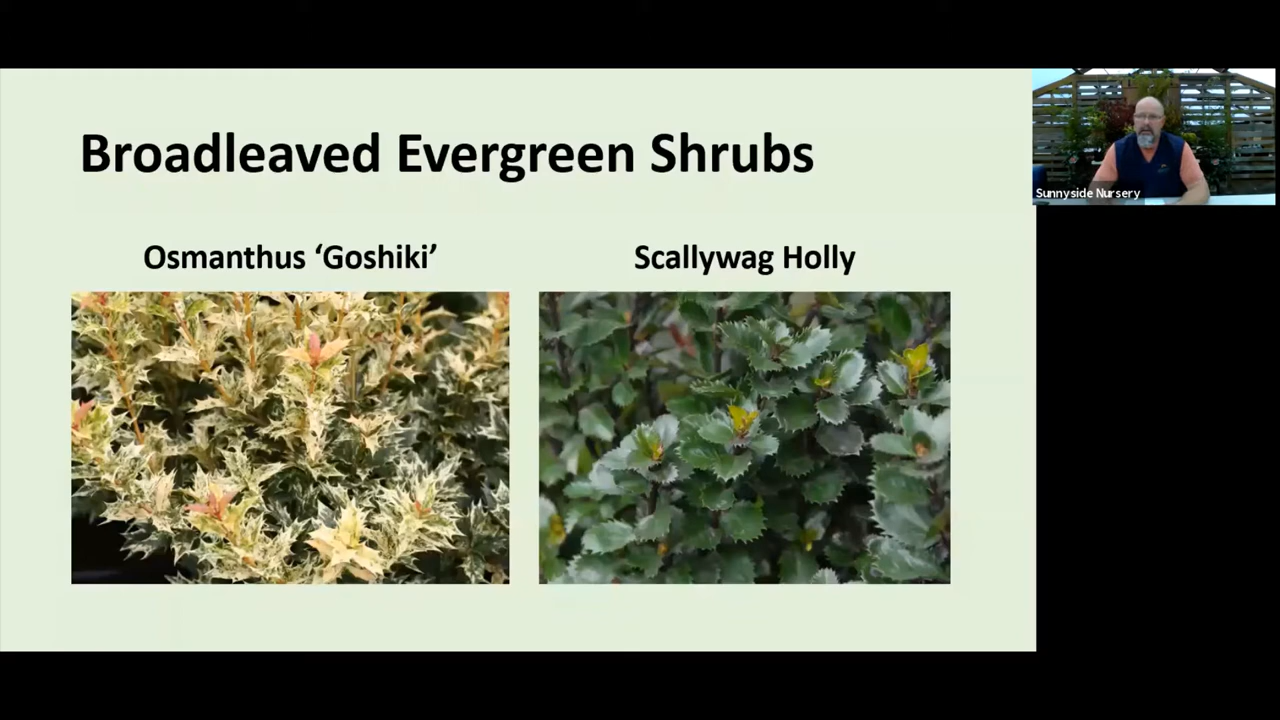 Broadleaved Evergreen Shrubs
Osmanthus ‘Goshiki’
Scallywag Holly
Sunnyside Nursery